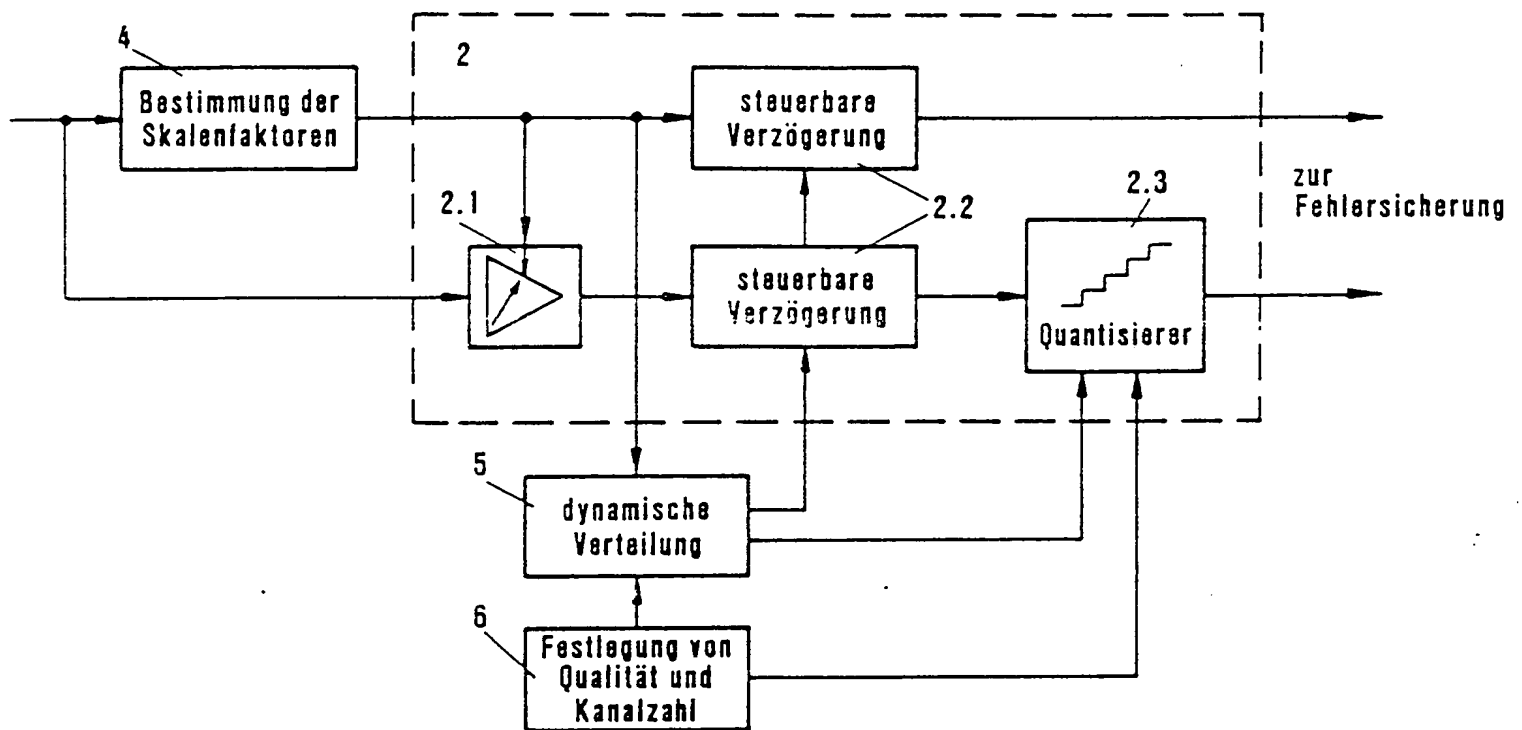 4
Bestimmung der
Skalenfaktoren
2
steuerbare
Verzögerung
zur
Fehlersicherung
2.1
2.2
2.3
steuerbare
Verzögerung
Quantisierer
5
dynamische
Verteilung
6
Festlegung von
Qualität und
Kanalzahl